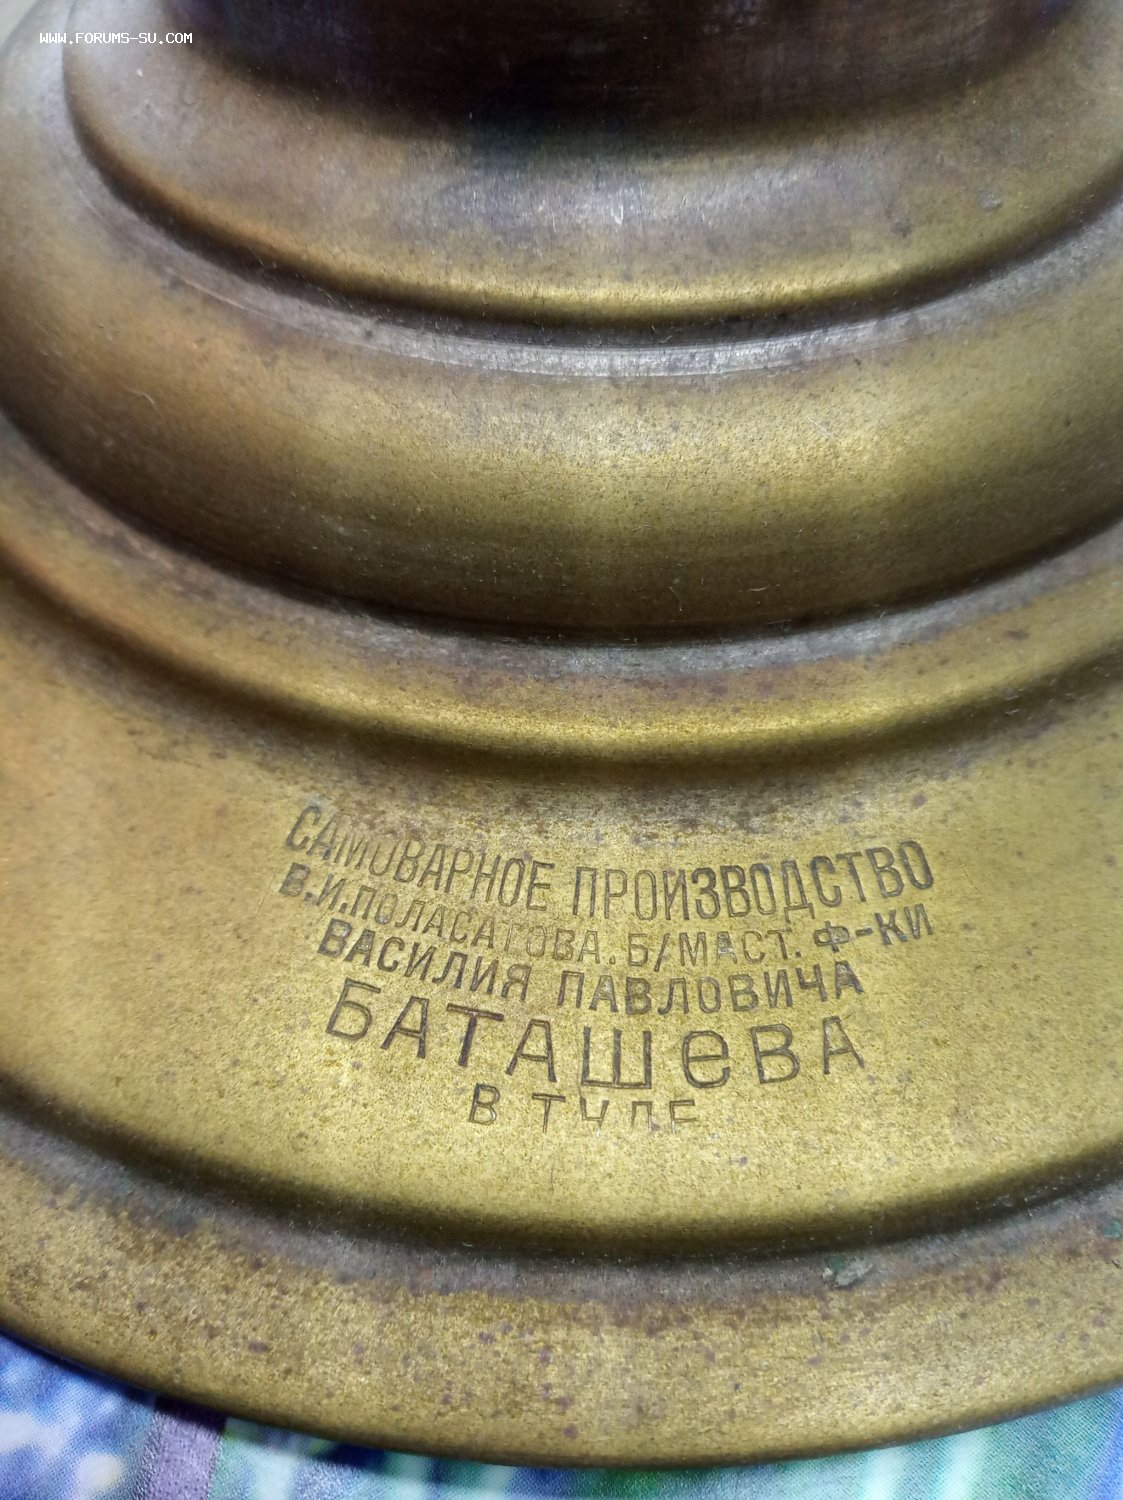 WWW.FORUMS-SU.COM
САМОВАРНОЕ ПРОИЗВОДСТВО
В.И.ПОЛАСАТОВА. Б/МАСТ. Ф-КИ
ВАСИЛИЯ ПАВЛОВИЧА
БАТАШеВА
В ТУЛЕ